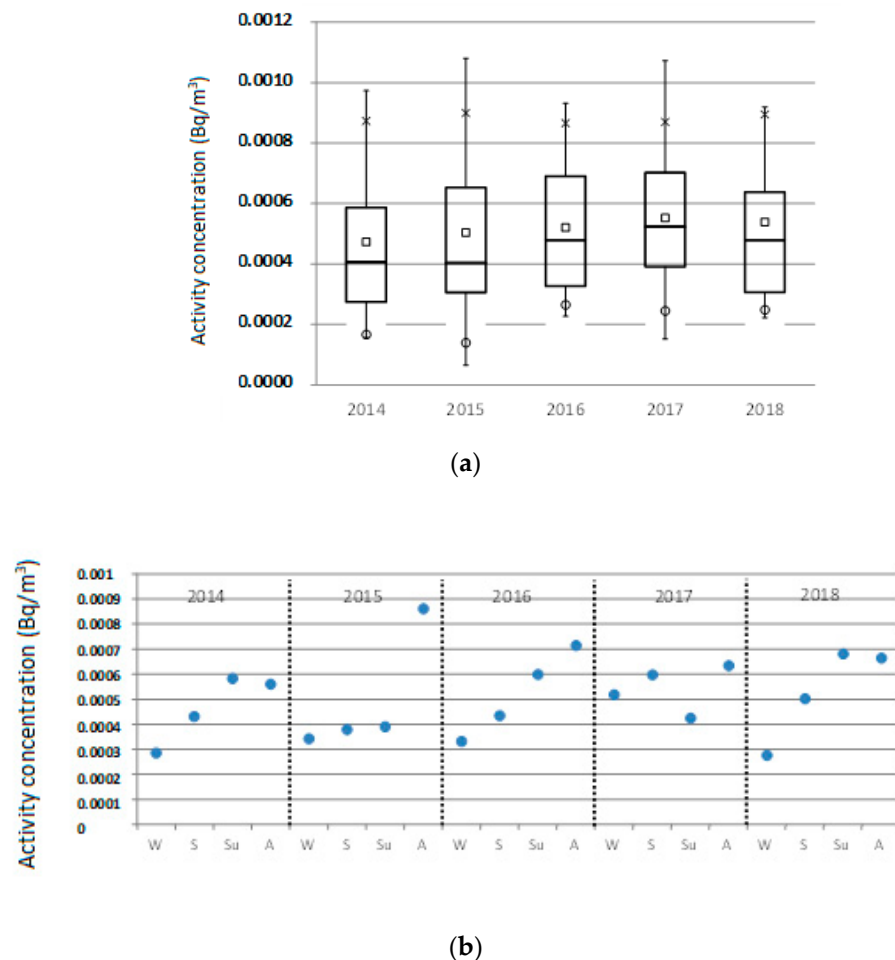 Activity concentration (Bq/m³)
0.0012
0.0010
0.0008
0.0006
0.0004
0.0002
0.0000
2014 2015 2016 2017 2018
(a)
Activity concentration (Bq/m³)
0.001
0.0009
0.0008
0.0007
0.0006
0.0005
0.0004
0.0003
0.0002
0.0001
0
2014 2015 2016 2017 2018
W S Su A W S Su A W S Su A W S Su A W S Su A
(b)